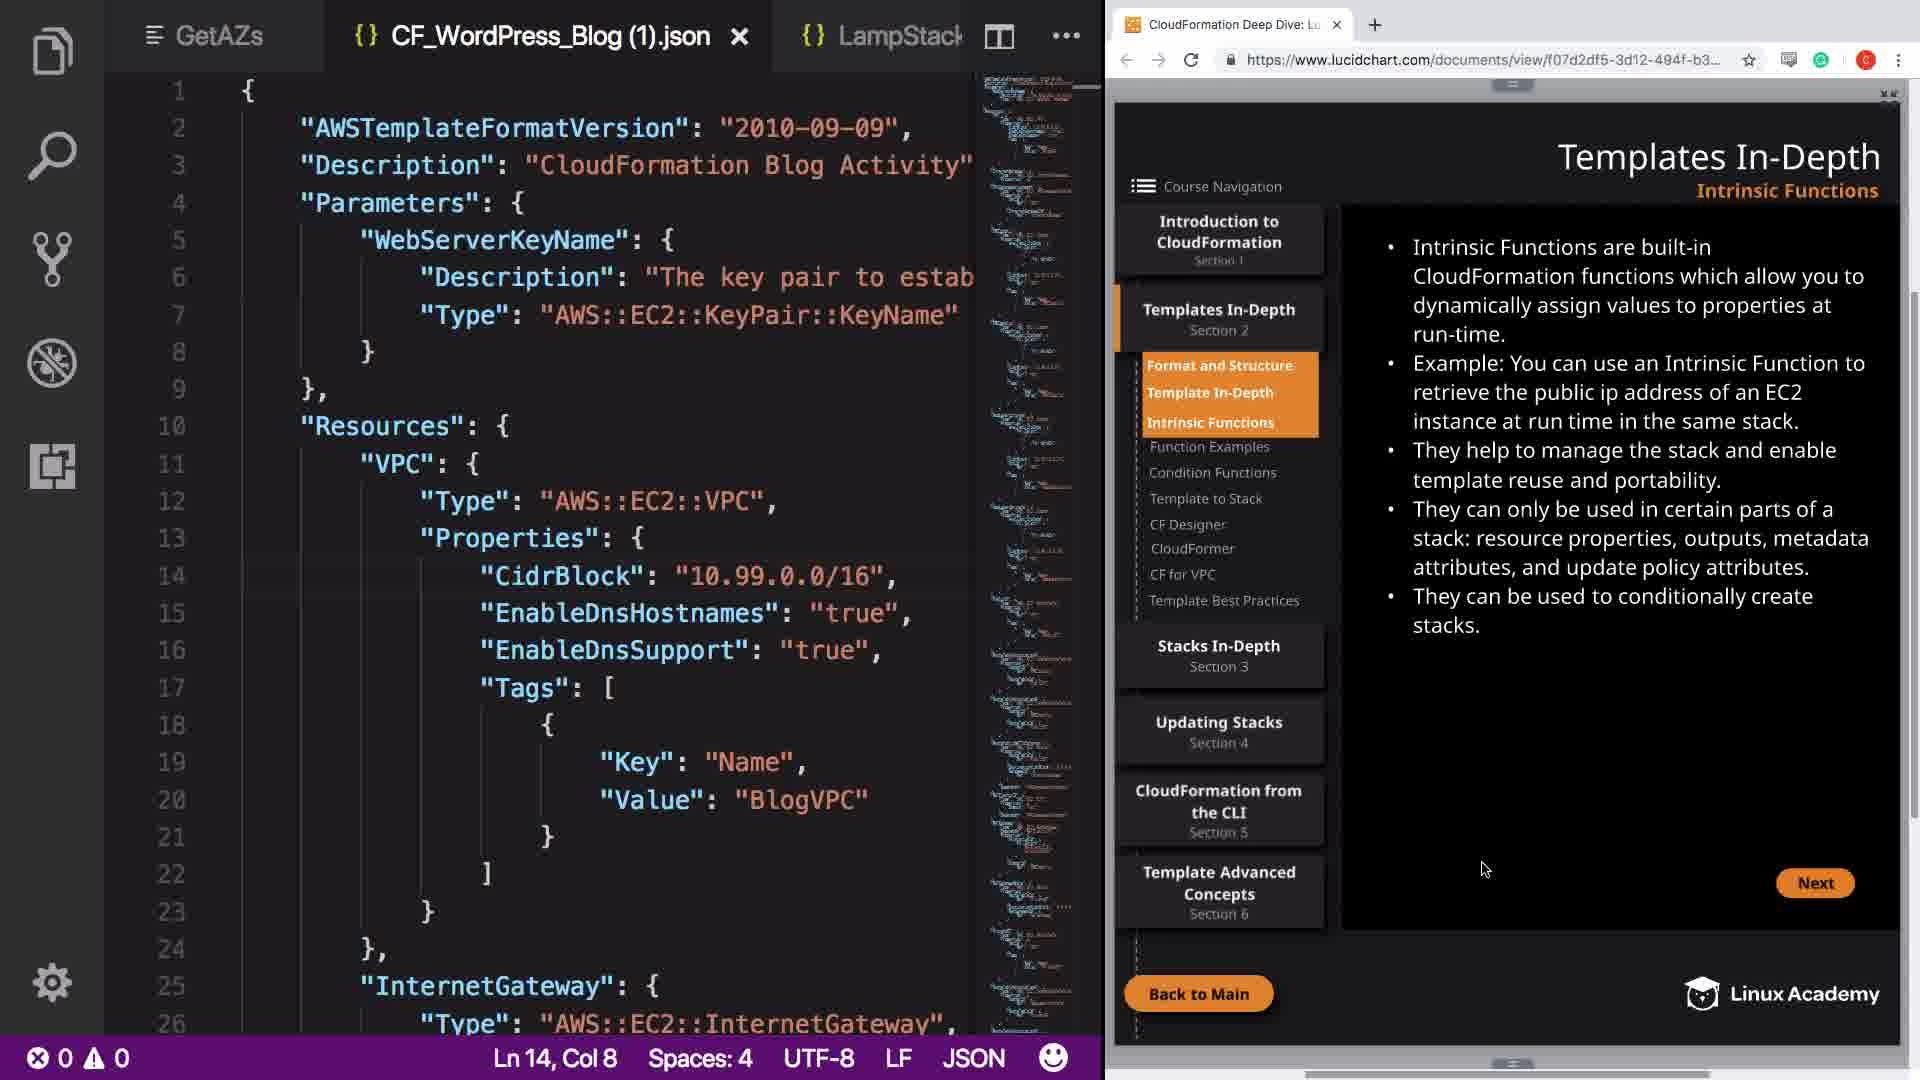 GetAZs
{} CF_WordPress_Blog (1).json
{} LampStack
1 {
2 "AWSTemplateFormatVersion": "2010-09-09",
3 "Description": "CloudFormation Blog Activity"
4 "Parameters": {
5 "WebServerKeyName": {
6 "Description": "The key pair to estab
7 "Type": "AWS::EC2::KeyPair::KeyName"
8 }
9 },
10 "Resources": {
11 "VPC": {
12 "Type": "AWS::EC2::VPC",
13 "Properties": {
14 "CidrBlock": "10.99.0.0/16",
15 "EnableDnsHostnames": "true",
16 "EnableDnsSupport": "true",
17 "Tags": [
18 {
19 "Key": "Name",
20 "Value": "BlogVPC"
21 }
22 ]
23 }
24 },
25 "InternetGateway": {
26 "Type": "AWS::EC2::InternetGateway",
0 0 Ln 14, Col 8 Spaces: 4 UTF-8 LF JSON
CloudFormation Deep Dive: Lu
https://www.lucidchart.com/documents/view/f07d2df5-3d12-494f-b3...
C
Templates In-Depth
Intrinsic Functions
Course Navigation
Introduction to
CloudFormation
Section 1
Templates In-Depth
Section 2
Format and Structure
Template In-Depth
Intrinsic Functions
Function Examples
Condition Functions
Template to Stack
CF Designer
CloudFormer
CF for VPC
Template Best Practices
Stacks In-Depth
Section 3
Updating Stacks
Section 4
CloudFormation from
the CLI
Section 5
Template Advanced
Concepts
Section 6
Back to Main
• Intrinsic Functions are built-in
CloudFormation functions which allow you to
dynamically assign values to properties at
run-time.
• Example: You can use an Intrinsic Function to
retrieve the public ip address of an EC2
instance at run time in the same stack.
• They help to manage the stack and enable
template reuse and portability.
• They can only be used in certain parts of a
stack: resource properties, outputs, metadata
attributes, and update policy attributes.
• They can be used to conditionally create
stacks.
Next
Linux Academy